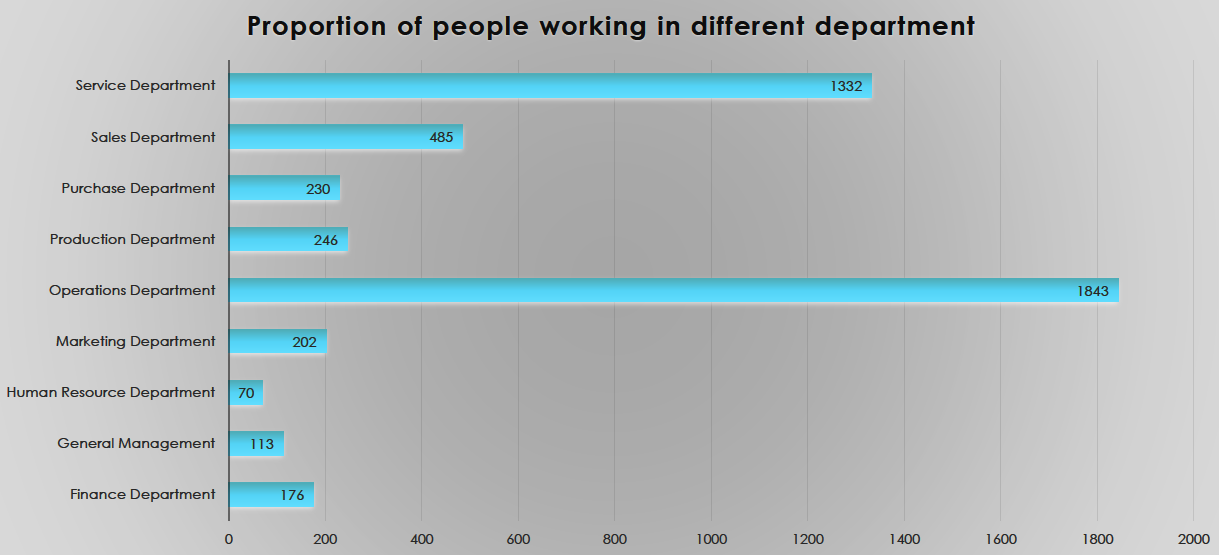 Proportion of people working in different department
Service Department 1332
Sales Department 485
Purchase Department 230
Production Department 246
Operations Department 1843
Marketing Department 202
Human Resource Department 70
General Management 113
Finance Department 176
0 200 400 600 800 1000 1200 1400 1600 1800 2000